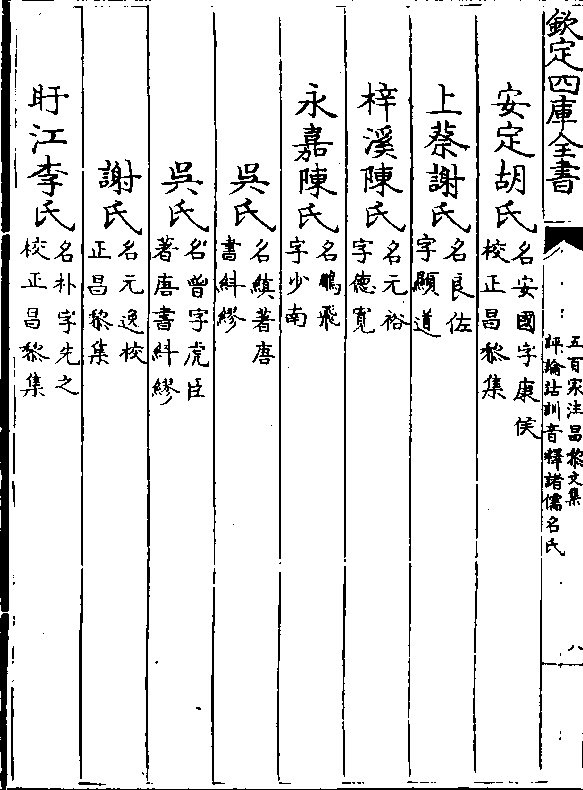 欽定四庫全書
五百家注昌黎文集
評論詁訓音釋諸儒名氏
八
安定胡氏
名安國字康侯
校正昌黎集
上蔡謝氏
名良佐
字顯道
梓溪陳氏
名元裕
字德寬
永嘉陳氏
名鵬飛
字少南
吳氏
名縝著唐
書糾繆
吳氏
名曾字虎臣
著唐書糾繆
謝氏
名元逸校
正昌黎集
盱江李氏
名朴字先之
校正昌黎集